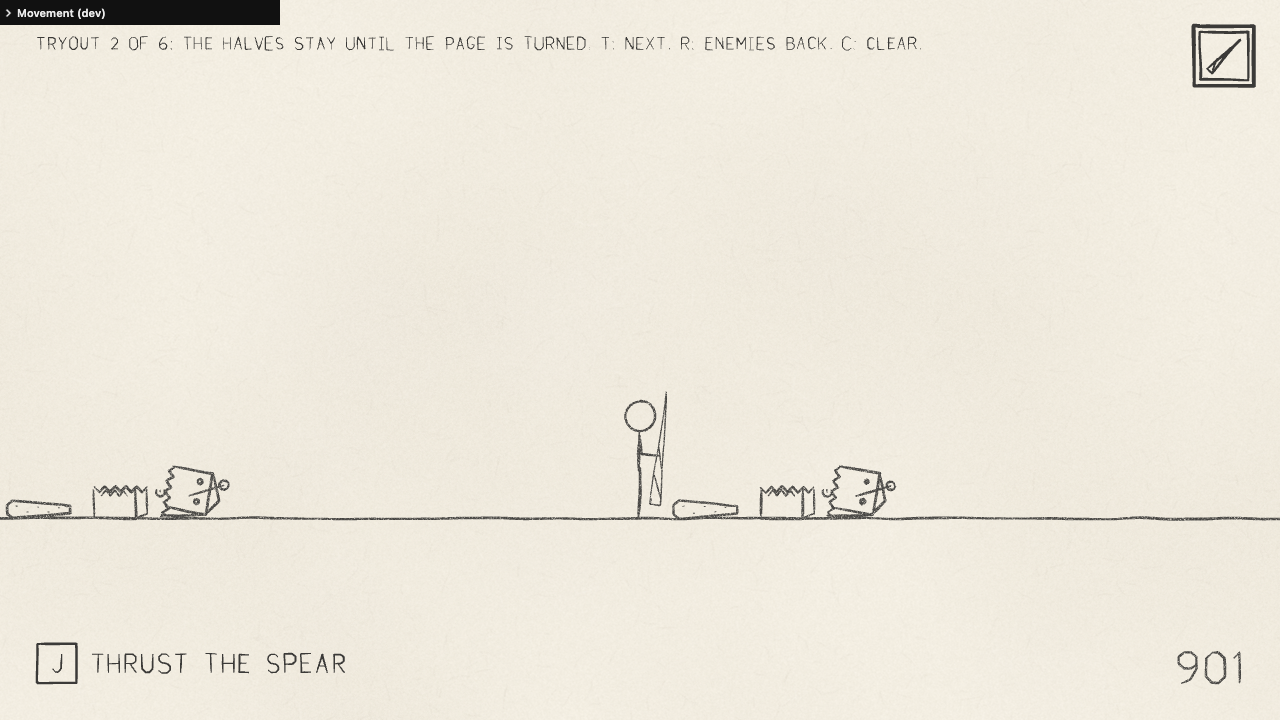 Movement (dev)
TRYOUT 2 OF 6: THE HALVES STAY UNTIL THE PAGE IS TURNED. T: NEXT. R: ENEMIES BACK. C: CLEAR.
J THRUST THE SPEAR
901